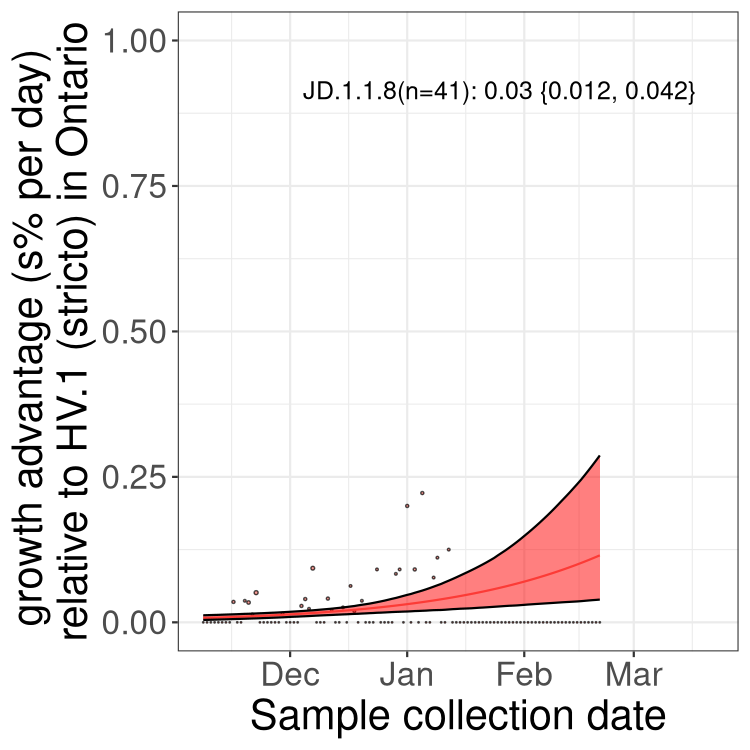 growth advantage (s% per day)
relative to HV.1 (stricto) in Ontario
1.00
0.75
0.50
0.25
0.00
JD.1.1.8(n=41): 0.03 {0.012, 0.042}
Dec Jan Feb Mar
Sample collection date